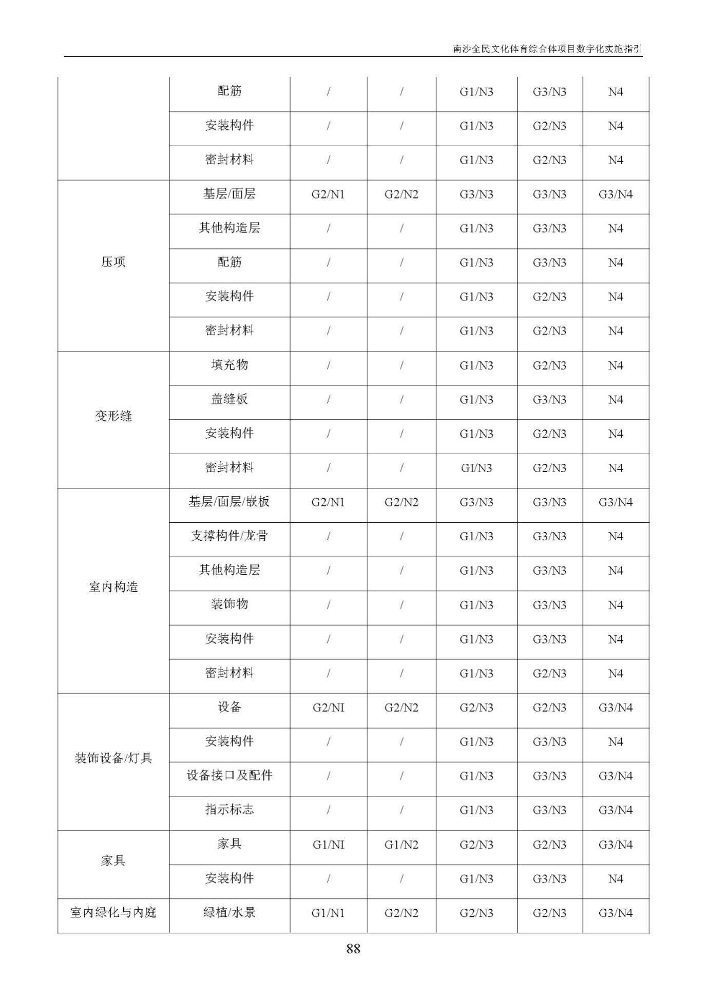 南沙全民文化体育综合体项目数字化实施指引
配筋 / / G1/N3 G3/N3 N4
安装构件 / / G1/N3 G2/N3 N4
密封材料 / / G1/N3 G2/N3 N4
基层/面层 G2/N1 G2/N2 G3/N3 G3/N3 G3/N4
其他构造层 / / G1/N3 G3/N3 N4
压项 配筋 / / G1/N3 G3/N3 N4
安装构件 / / G1/N3 G2/N3 N4
密封材料 / / G1/N3 G2/N3 N4
填充物 / / G1/N3 G2/N3 N4
盖缝板 / / G1/N3 G3/N3 N4
变形缝
安装构件 / / G1/N3 G2/N3 N4
密封材料 / / GI/N3 G2/N3 N4
基层/面层/嵌板 G2/N1 G2/N2 G3/N3 G3/N3 G3/N4
支撑构件/龙骨 / / G1/N3 G3/N3 N4
其他构造层 / / G1/N3 G3/N3 N4
室内构造
装饰物 / / G1/N3 G3/N3 N4
安装构件 / / G1/N3 G3/N3 N4
密封材料 / / G1/N3 G2/N3 N4
设备 G2/NI G2/N2 G2/N3 G2/N3 G3/N4
安装构件 / / G1/N3 G3/N3 N4
装饰设备/灯具
设备接口及配件 / / G1/N3 G3/N3 G3/N4
指示标志 / / G1/N3 G3/N3 G3/N4
家具 G1/NI G1/N2 G2/N3 G2/N3 G3/N4
家具
安装构件 / / G1/N3 G3/N3 N4
室内绿化与内庭 绿植/水景 G1/N1 G2/N2 G2/N3 G2/N3 G3/N4
88